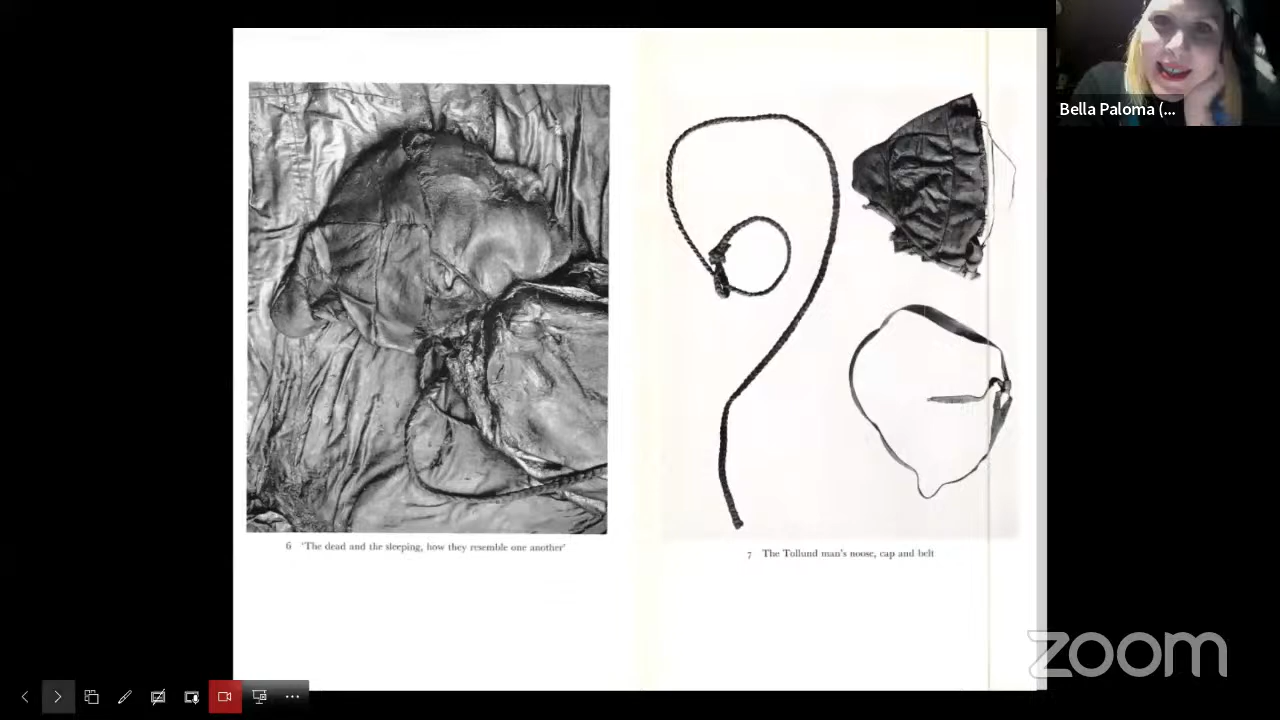 Bella Paloma (...
6 'The dead and the sleeping, how they resemble one another'
7 The Tollund man's noose, cap and belt
zoom